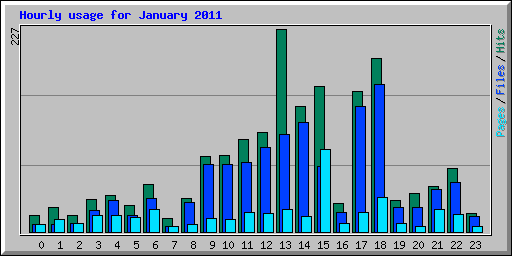 Hourly usage for January 2011
227
Pages / Files / Hits
0 1 2 3 4 5 6 7 8 9 10 11 12 13 14 15 16 17 18 19 20 21 22 23